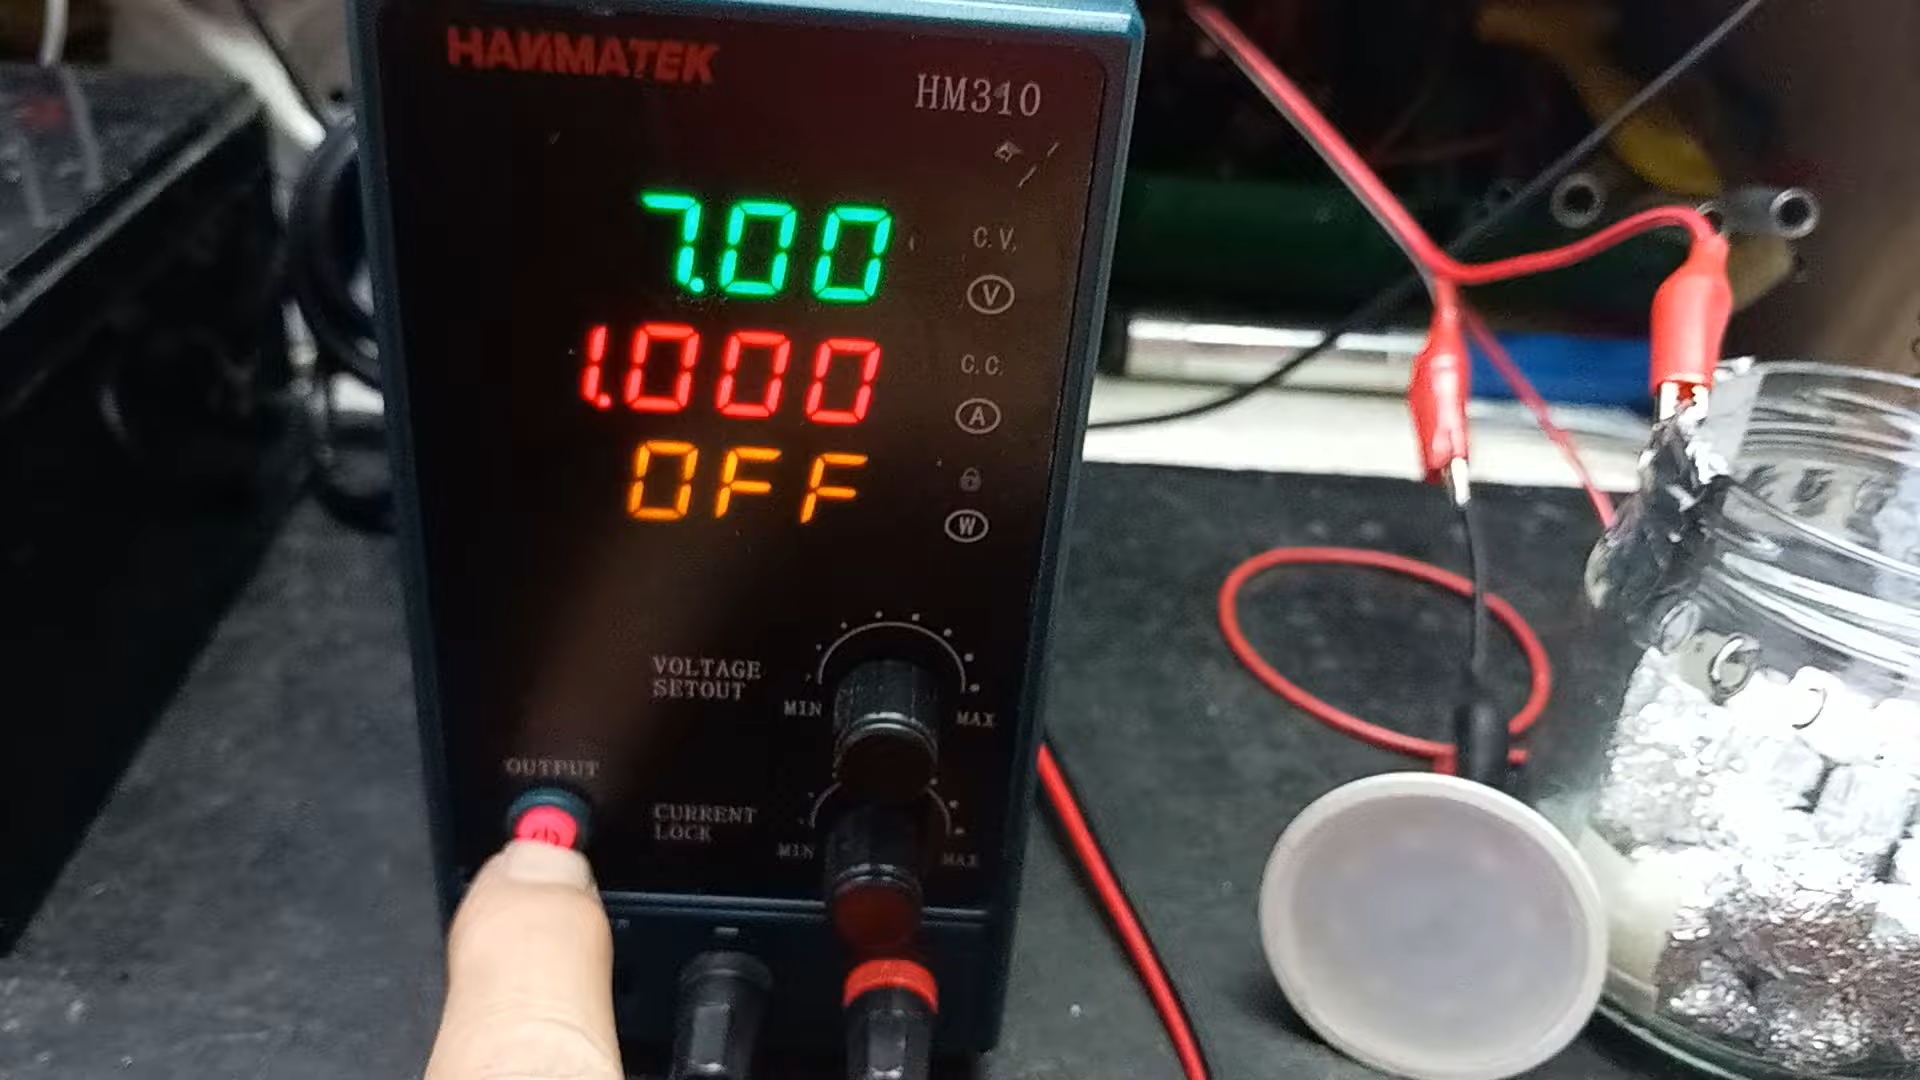 HANMATEK
HM310
7.00
C.V.
V
1.000
C.C.
A
OFF
W
VOLTAGE
SETOUT
MIN
MAX
OUTPUT
CURRENT
LOCK
MIN
MAX